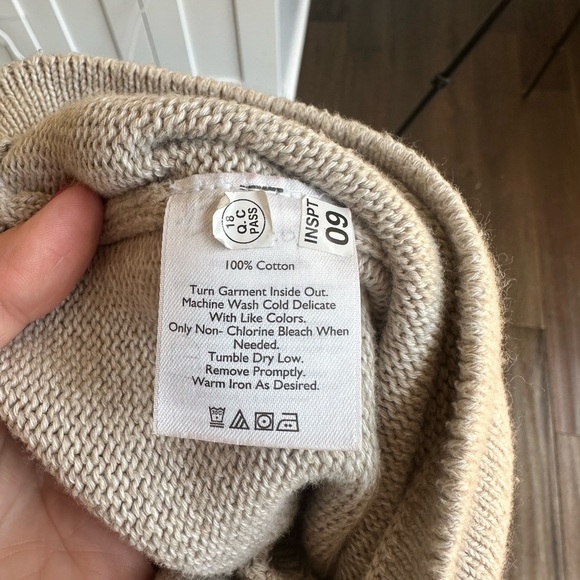 18
Q.C
PASS
INSPT
09
100% Cotton
Turn Garment Inside Out.
Machine Wash Cold Delicate
With Like Colors.
Only Non- Chlorine Bleach When
Needed.
Tumble Dry Low.
Remove Promptly.
Warm Iron As Desired.